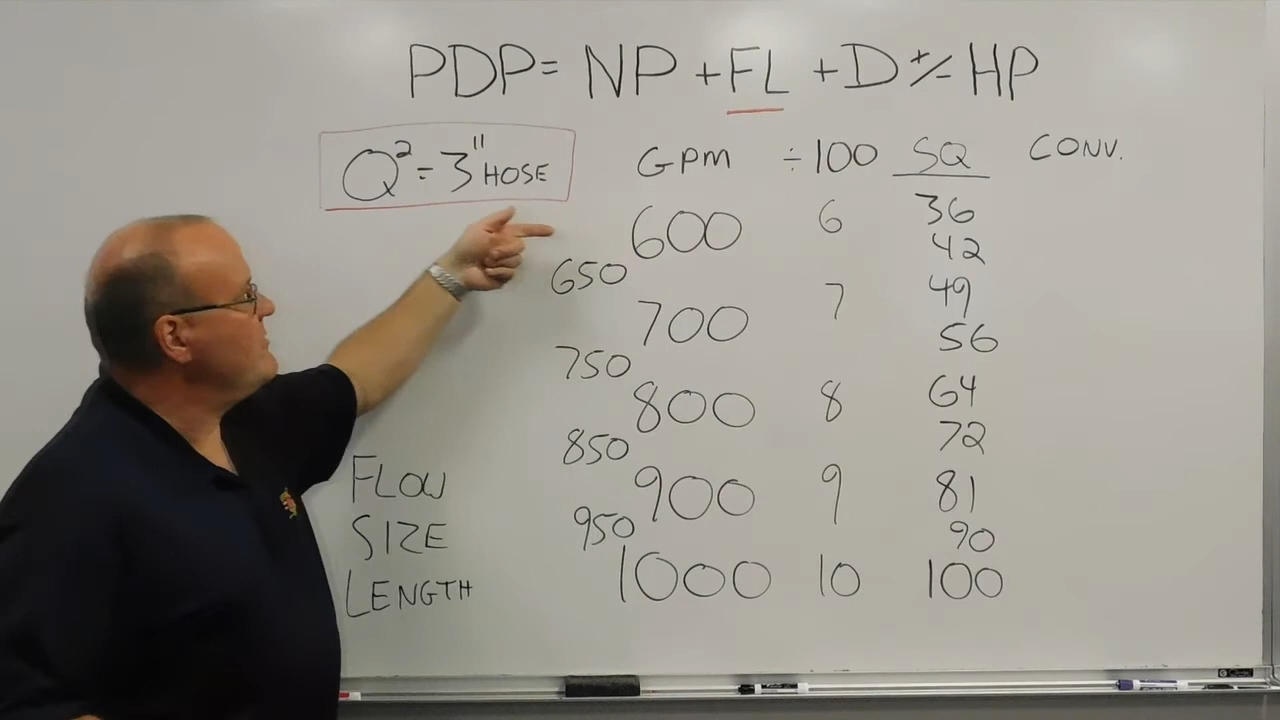 PDP= NP +FL +D +/- HP
Q² = 3" HOSE
GPM ÷100 SQ CONV.
600 6 36
650 42
700 7 49
750 56
800 8 64
850 72
900 9 81
950 90
1000 10 100
FLOW
SIZE
LENGTH